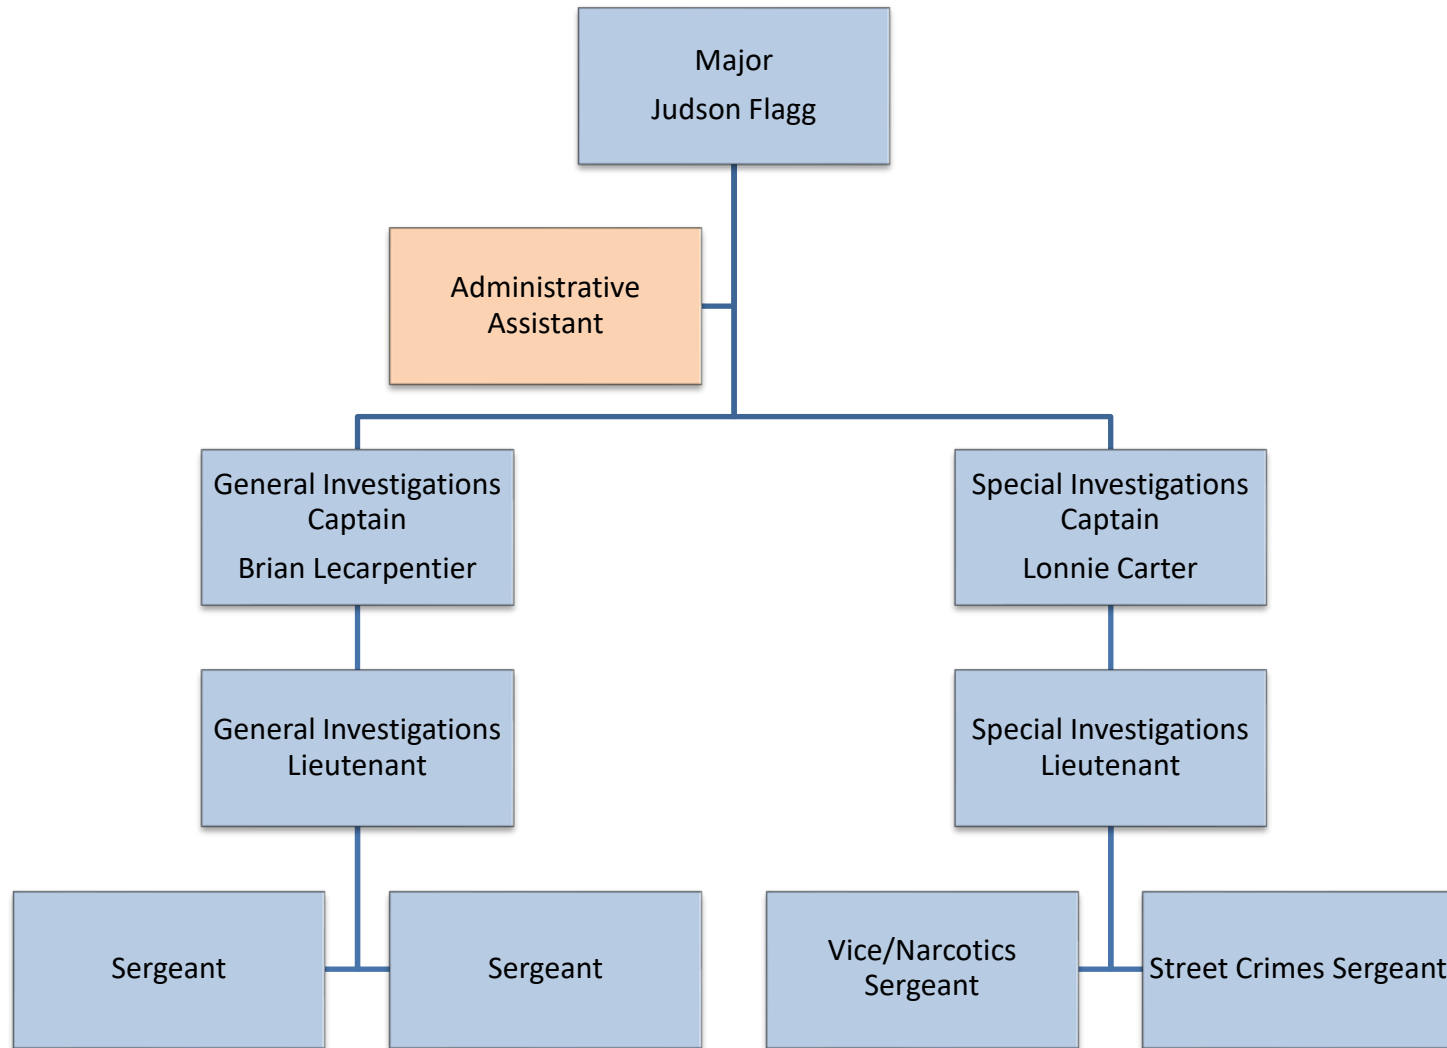 Major
Judson Flagg
Administrative
Assistant
General Investigations
Captain
Brian Lecarpentier
Special Investigations
Captain
Lonnie Carter
General Investigations
Lieutenant
Special Investigations
Lieutenant
Sergeant
Sergeant
Vice/Narcotics
Sergeant
Street Crimes Sergeant